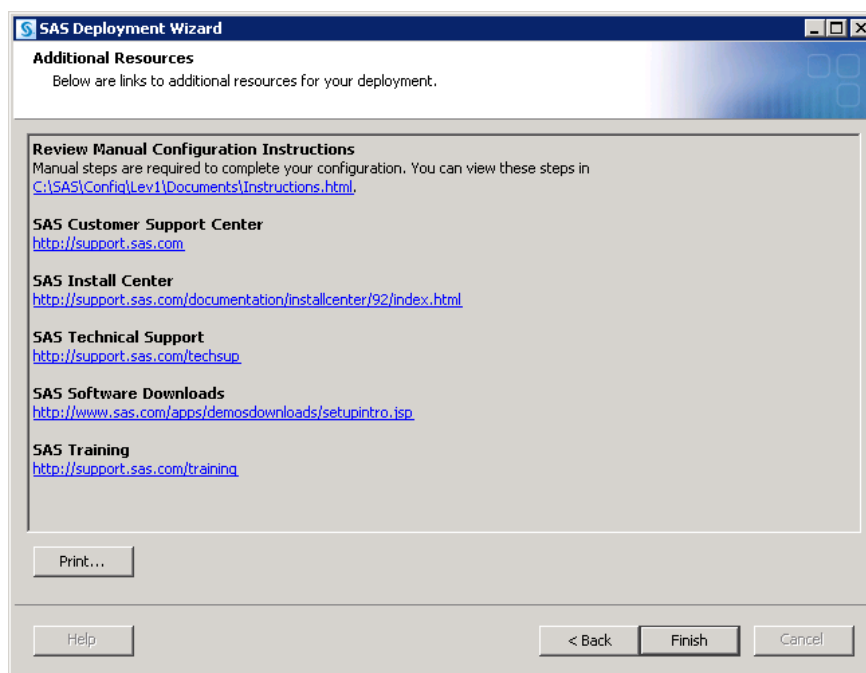 SAS Deployment Wizard
Additional Resources
Below are links to additional resources for your deployment.
Review Manual Configuration Instructions
Manual steps are required to complete your configuration. You can view these steps in
C:\SAS\Config\Lev1\Documents\Instructions.html.
SAS Customer Support Center
http://support.sas.com
SAS Install Center
http://support.sas.com/documentation/installcenter/92/index.html
SAS Technical Support
http://support.sas.com/techsup
SAS Software Downloads
http://www.sas.com/apps/demosdownloads/setupintro.jsp
SAS Training
http://support.sas.com/training
Print...
Help
< Back
Finish
Cancel